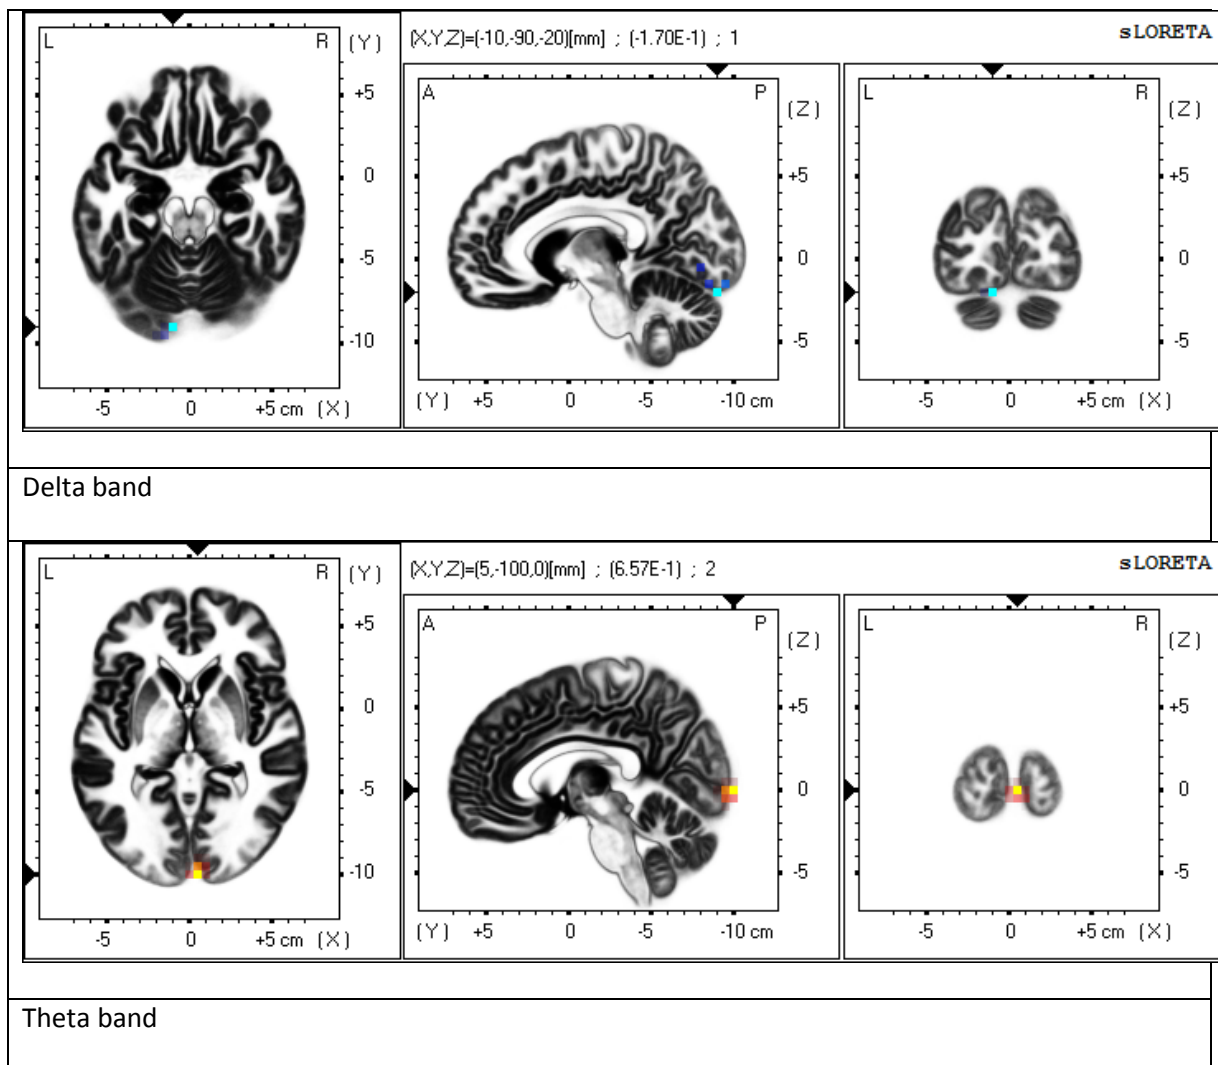 (X,Y,Z)=(-10,-90,-20)[mm] ; (-1.70E-1) ; 1
sLORETA
L R (Y)
+5
0
-5
-10
-5 0 +5 cm (X)
A P (Z)
+5
0
-5
(Y) +5 0 -5 -10 cm
L R (Z)
+5
0
-5
-5 0 +5 cm (X)
Delta band
(X,Y,Z)=(5,-100,0)[mm] ; (6.57E-1) ; 2
sLORETA
L R (Y)
+5
0
-5
-10
-5 0 +5 cm (X)
A P (Z)
+5
0
-5
(Y) +5 0 -5 -10 cm
L R (Z)
+5
0
-5
-5 0 +5 cm (X)
Theta band